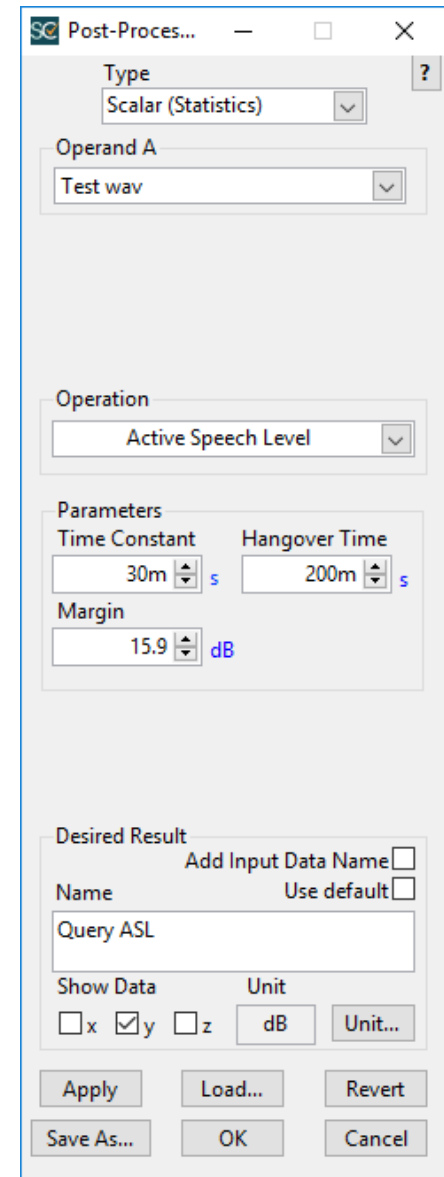 SC Post-Proces...
Type
?
Scalar (Statistics)
Operand A
Test wav
Operation
Active Speech Level
Parameters
Time Constant Hangover Time
30m s 200m s
Margin
15.9 dB
Desired Result
Add Input Data Name
Name Use default
Query ASL
Show Data Unit
x y z dB Unit...
Apply Load... Revert
Save As... OK Cancel